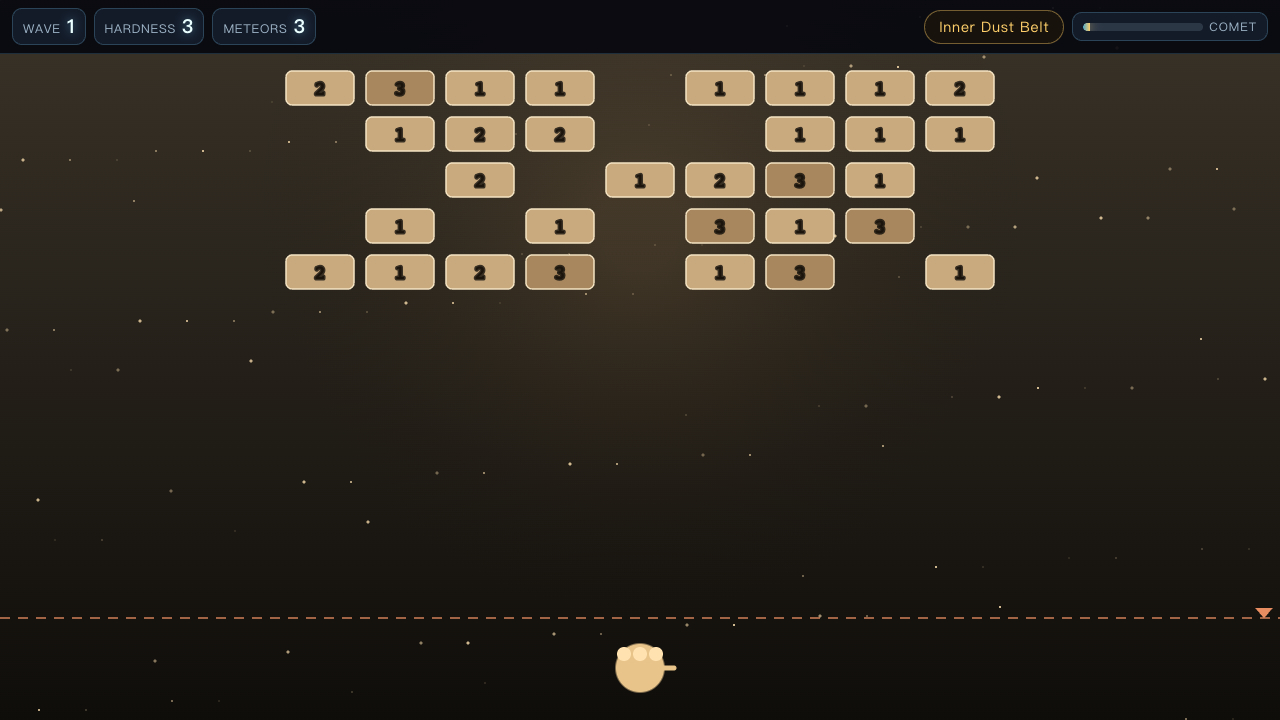 WAVE 1 HARDNESS 3 METEORS 3 Inner Dust Belt COMET
2 3 1 1 1 1 1 2
1 2 2 1 1 1
2 1 2 3 1
1 1 3 1 3
2 1 2 3 1 3 1